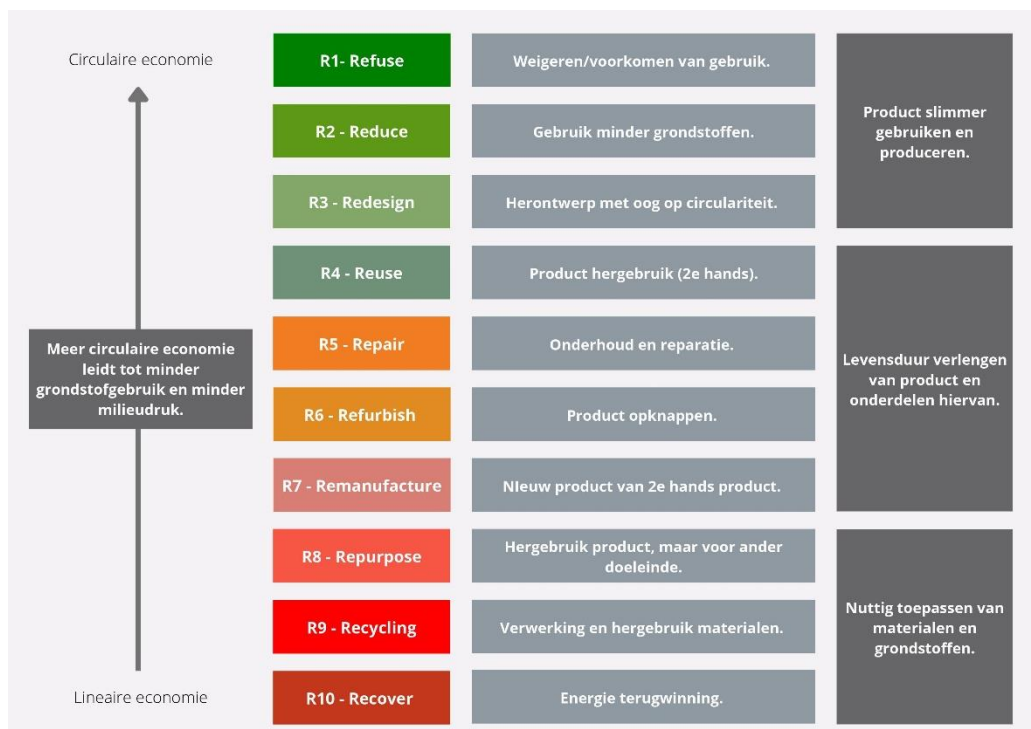 Circulaire economie
R1- Refuse
Weigeren/voorkomen van gebruik.
Product slimmer
gebruiken en
produceren.
R2 - Reduce
Gebruik minder grondstoffen.
R3 - Redesign
Herontwerp met oog op circulariteit.
R4 - Reuse
Product hergebruik (2e hands).
Meer circulaire economie
leidt tot minder
grondstofgebruik en minder
milieudruk.
R5 - Repair
Onderhoud en reparatie.
Levensduur verlengen
van product en
onderdelen hiervan.
R6 - Refurbish
Product opknappen.
R7 - Remanufacture
NIeuw product van 2e hands product.
R8 - Repurpose
Hergebruik product, maar voor ander
doeleinde.
Nuttig toepassen van
materialen en
grondstoffen.
R9 - Recycling
Verwerking en hergebruik materialen.
Lineaire economie
R10 - Recover
Energie terugwinning.